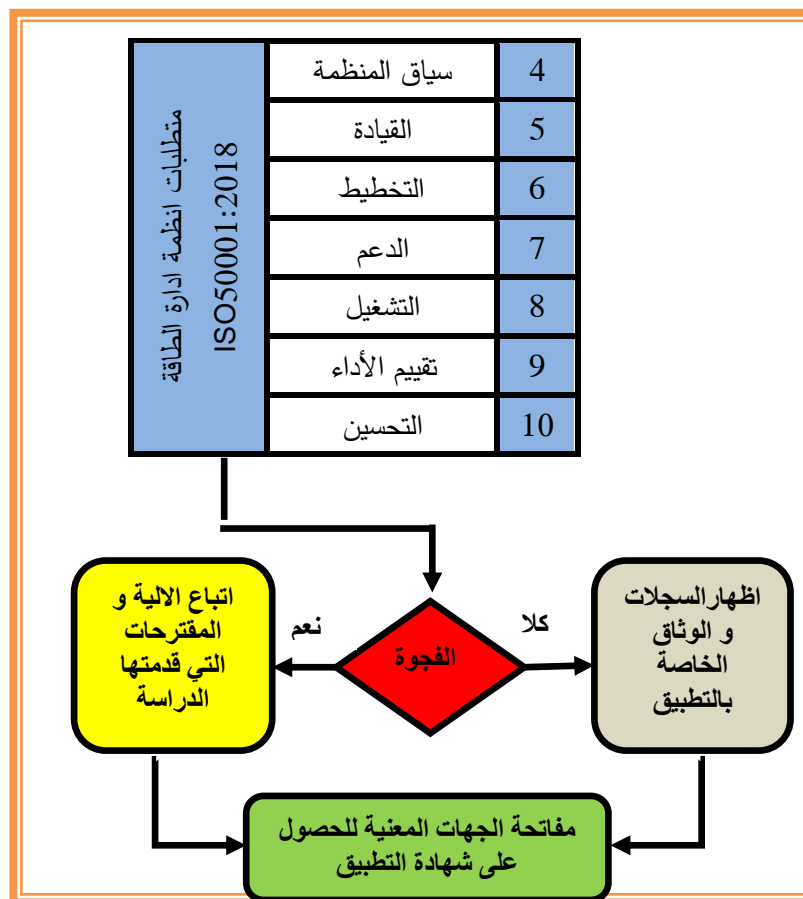 4 سياق المنظمة
5 القيادة
6 التخطيط
7 الدعم
8 التشغيل
9 تقييم الأداء
10 التحسين
متطلبات انظمة ادارة الطاقة
ISO50001:2018
الفجوة
كلا
نعم
اظهار السجلات
و الوثاق
الخاصة
بالتطبيق
اتباع الالية و
المقترحات
التي قدمتها
الدراسة
مفاتحة الجهات المعنية للحصول
على شهادة التطبيق